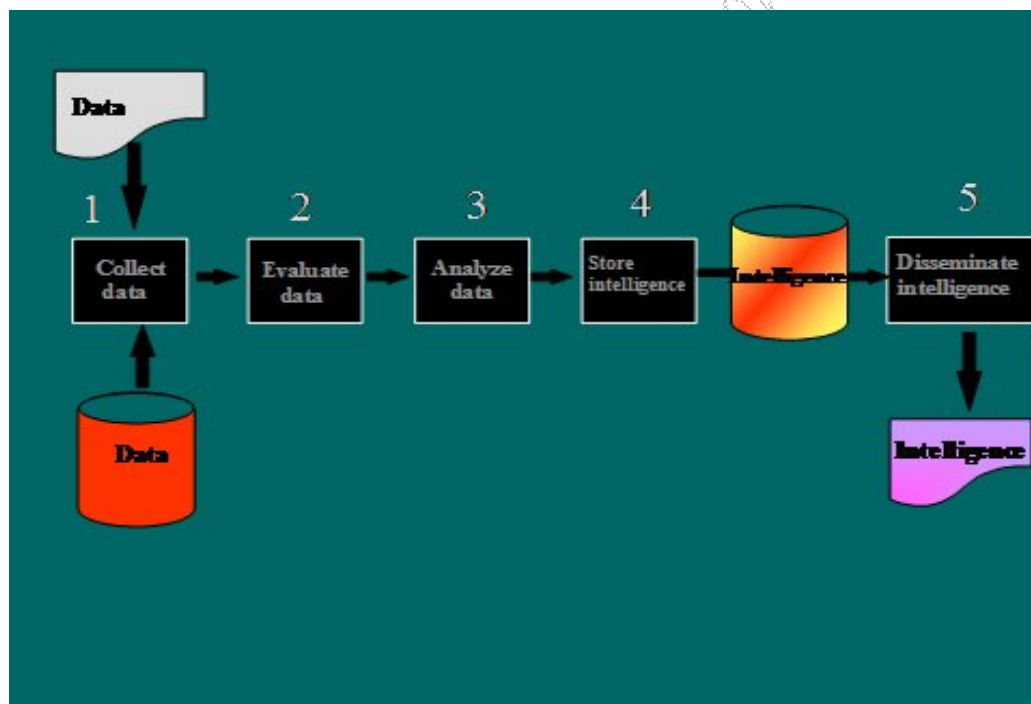 Data
1
2
3
4
5
Collect
data
Evaluate
data
Analyze
data
Store
intelligence
Intelligence
Disseminate
intelligence
Data
Intelligence